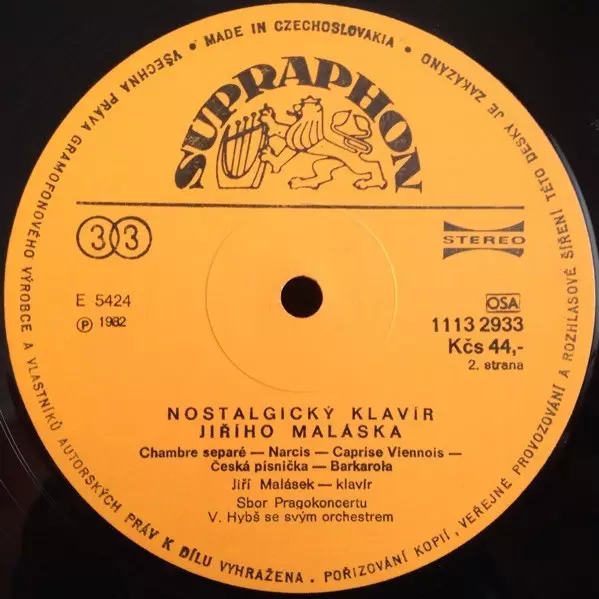 VŠECHNA PRÁVA GRAMOFONOVÉHO VÝROBCE A VLASTNÍKŮ AUTORSKÝCH PRÁV K DÍLU VYHRAŽENA . POŘIZOVÁNÍ KOPIÍ, VEŘEJNÉ PROVOZOVÁNÍ A ROZHLASOVÉ ŠÍŘENÍ TÉTO DESKY JE ZAKÁZÁNO • MADE IN CZECHOSLOVAKIA •
SUPRAPHON
33
STEREO
E 5424
OSA
Ⓟ 1982
1113 2933
Kčs 44,-
2. strana
NOSTALGICKÝ KLAVÍR
JIŘÍHO MALÁSKA
Chambre separé — Narcis — Caprise Viennois —
Česká písnička — Barkarola
Jiří Malásek — klavír
Sbor Pragokoncertu
V. Hybš se svým orchestrem